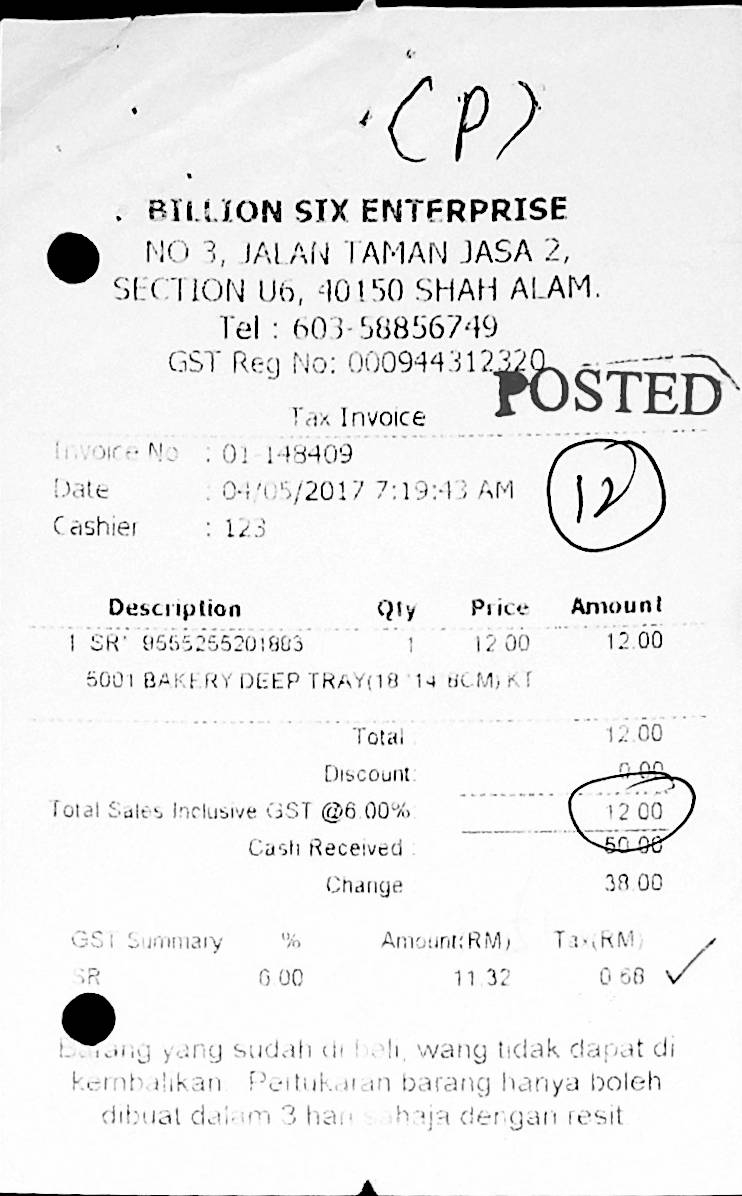 (P)
BILLION SIX ENTERPRISE
NO 3, JALAN TAMAN JASA 2,
SECTION U6, 40150 SHAH ALAM.
Tel : 603-58856749
GST Reg No: 000944312320
POSTED
Tax Invoice
Invoice No : 01-148409
Date : 04/05/2017 7:19:43 AM
12
Cashier : 123
Description Qty Price Amount
1 SR* 9555255201803 1 12.00 12.00
5001 BAKERY DEEP TRAY(18*14*8CM) KT
Total : 12.00
Discount: 0.00
Total Sales Inclusive GST @6.00% 12.00
Cash Received : 50.00
Change 38.00
GST Summary % Amount(RM) Tax(RM)
SR 6.00 11.32 0.68
Barang yang sudah di beli, wang tidak dapat di
kembalikan. Pertukaran barang hanya boleh
dibuat dalam 3 hari sahaja dengan resit